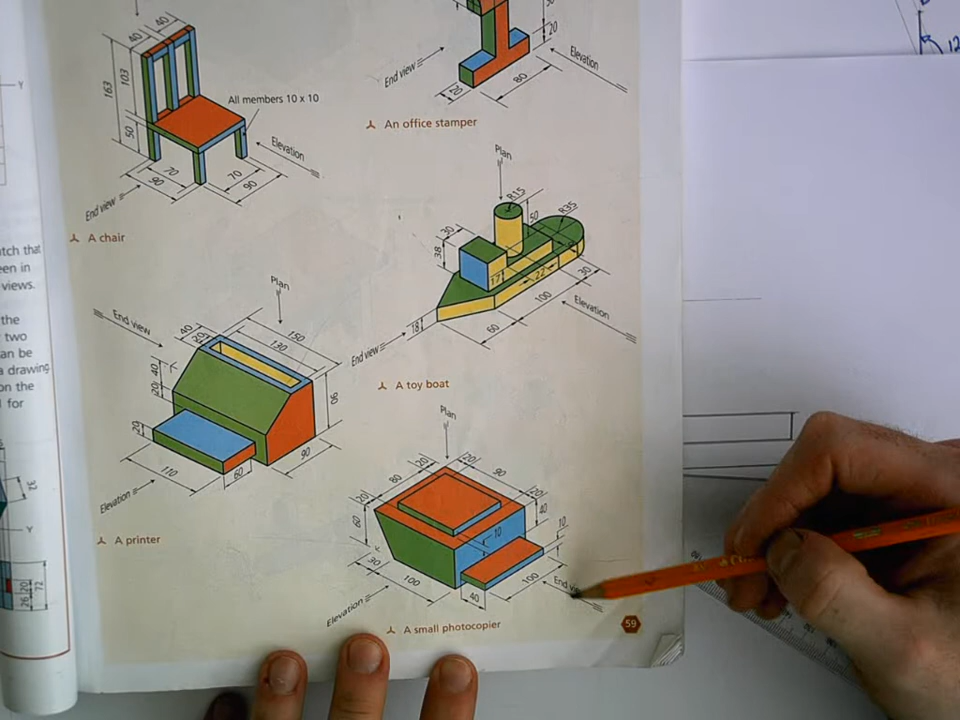 40
40
163
103
50
All members 10 x 10
Elevation
70
90
70
90
End view
A chair
20
End view
Elevation
20
80
An office stamper
Plan
R15
50
R35
30
38
17
22
30
100
Elevation
60
18
End view
A toy boat
Plan
End view
40
20
150
130
40
20
90
20
110
60
90
Elevation
A printer
Plan
20
20
80
90
20
20
60
40
10
10
30
100
40
100
Elevation
End
A small photocopier
59
tch that
een in
views.
the
two
an be
a drawing
on the
for
Y
32
Y
26
20
72
12